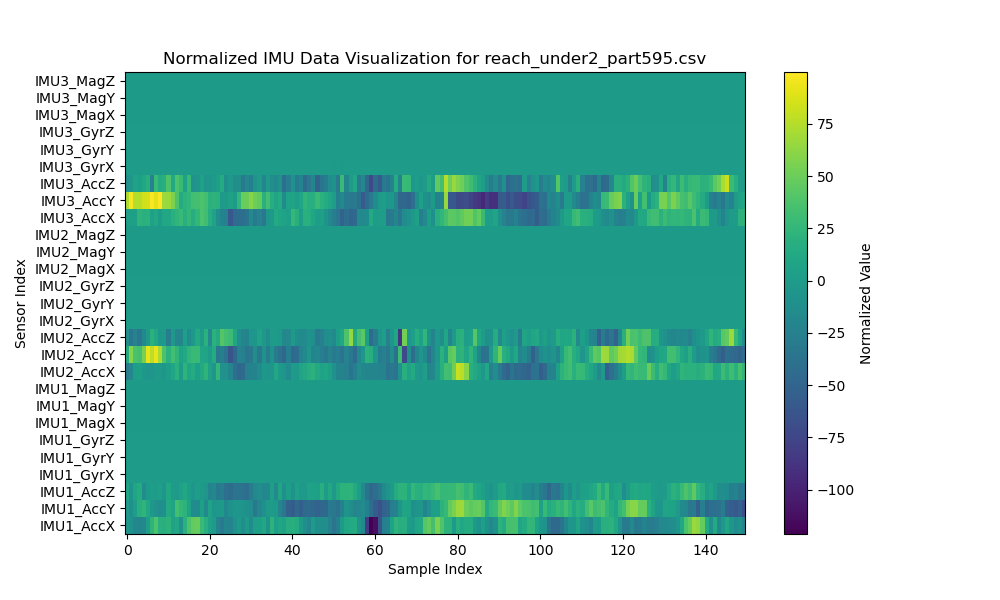 Normalized IMU Data Visualization for reach_under2_part595.csv
IMU3_MagZ
IMU3_MagY
IMU3_MagX
IMU3_GyrZ
IMU3_GyrY
IMU3_GyrX
IMU3_AccZ
IMU3_AccY
IMU3_AccX
IMU2_MagZ
IMU2_MagY
IMU2_MagX
IMU2_GyrZ
IMU2_GyrY
IMU2_GyrX
IMU2_AccZ
IMU2_AccY
IMU2_AccX
IMU1_MagZ
IMU1_MagY
IMU1_MagX
IMU1_GyrZ
IMU1_GyrY
IMU1_GyrX
IMU1_AccZ
IMU1_AccY
IMU1_AccX
Sensor Index
0 20 40 60 80 100 120 140
Sample Index
75
50
25
0
−25
−50
−75
−100
Normalized Value